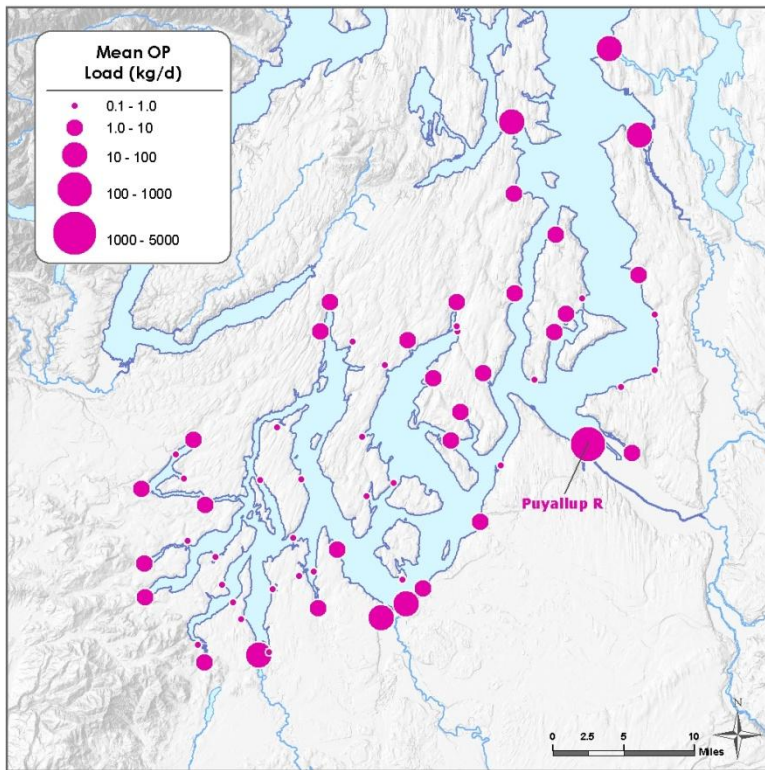 Mean OP
Load (kg/d)
0.1 - 1.0
1.0 - 10
10 - 100
100 - 1000
1000 - 5000
Puyallup R
N
0 2.5 5 10
Miles